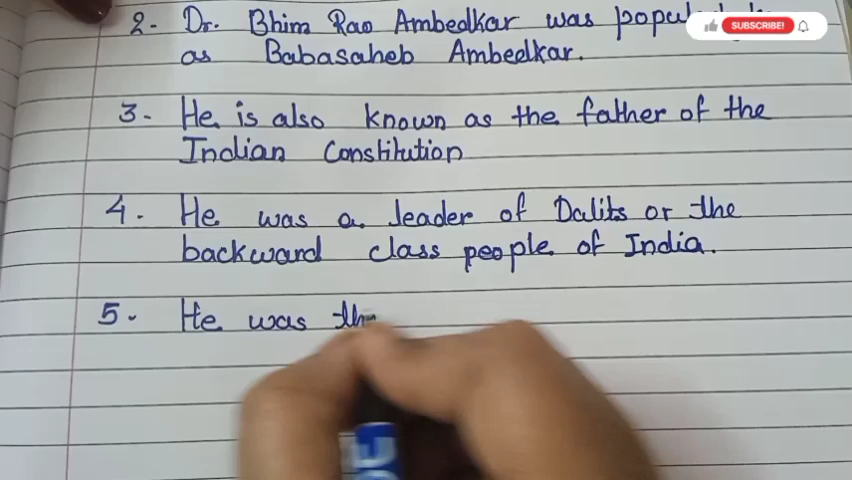 2- Dr. Bhim Rao Ambedkar was
as Babasaheb Ambedkar.
SUBSCRIBE!
3- He is also known as the father of the
Indian Constitution
4. He was a leader of Dalits or the
backward class people of India.
5. He was